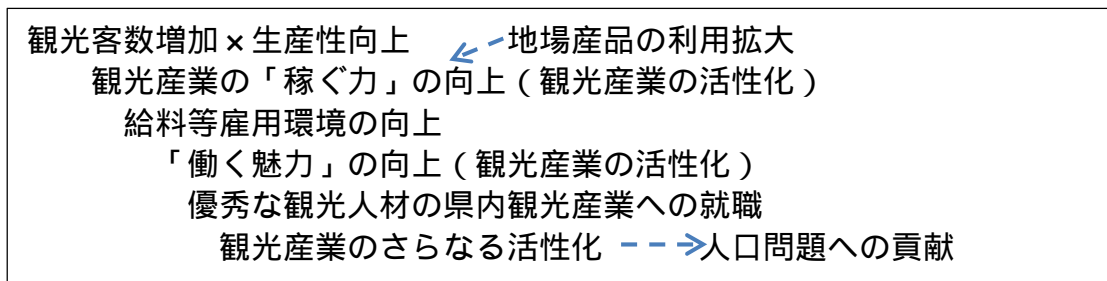 観光客数増加×生産性向上 地場産品の利用拡大
観光産業の「稼ぐ力」の向上(観光産業の活性化)
給料等雇用環境の向上
「働く魅力」の向上(観光産業の活性化)
優秀な観光人材の県内観光産業への就職
観光産業のさらなる活性化 人口問題への貢献